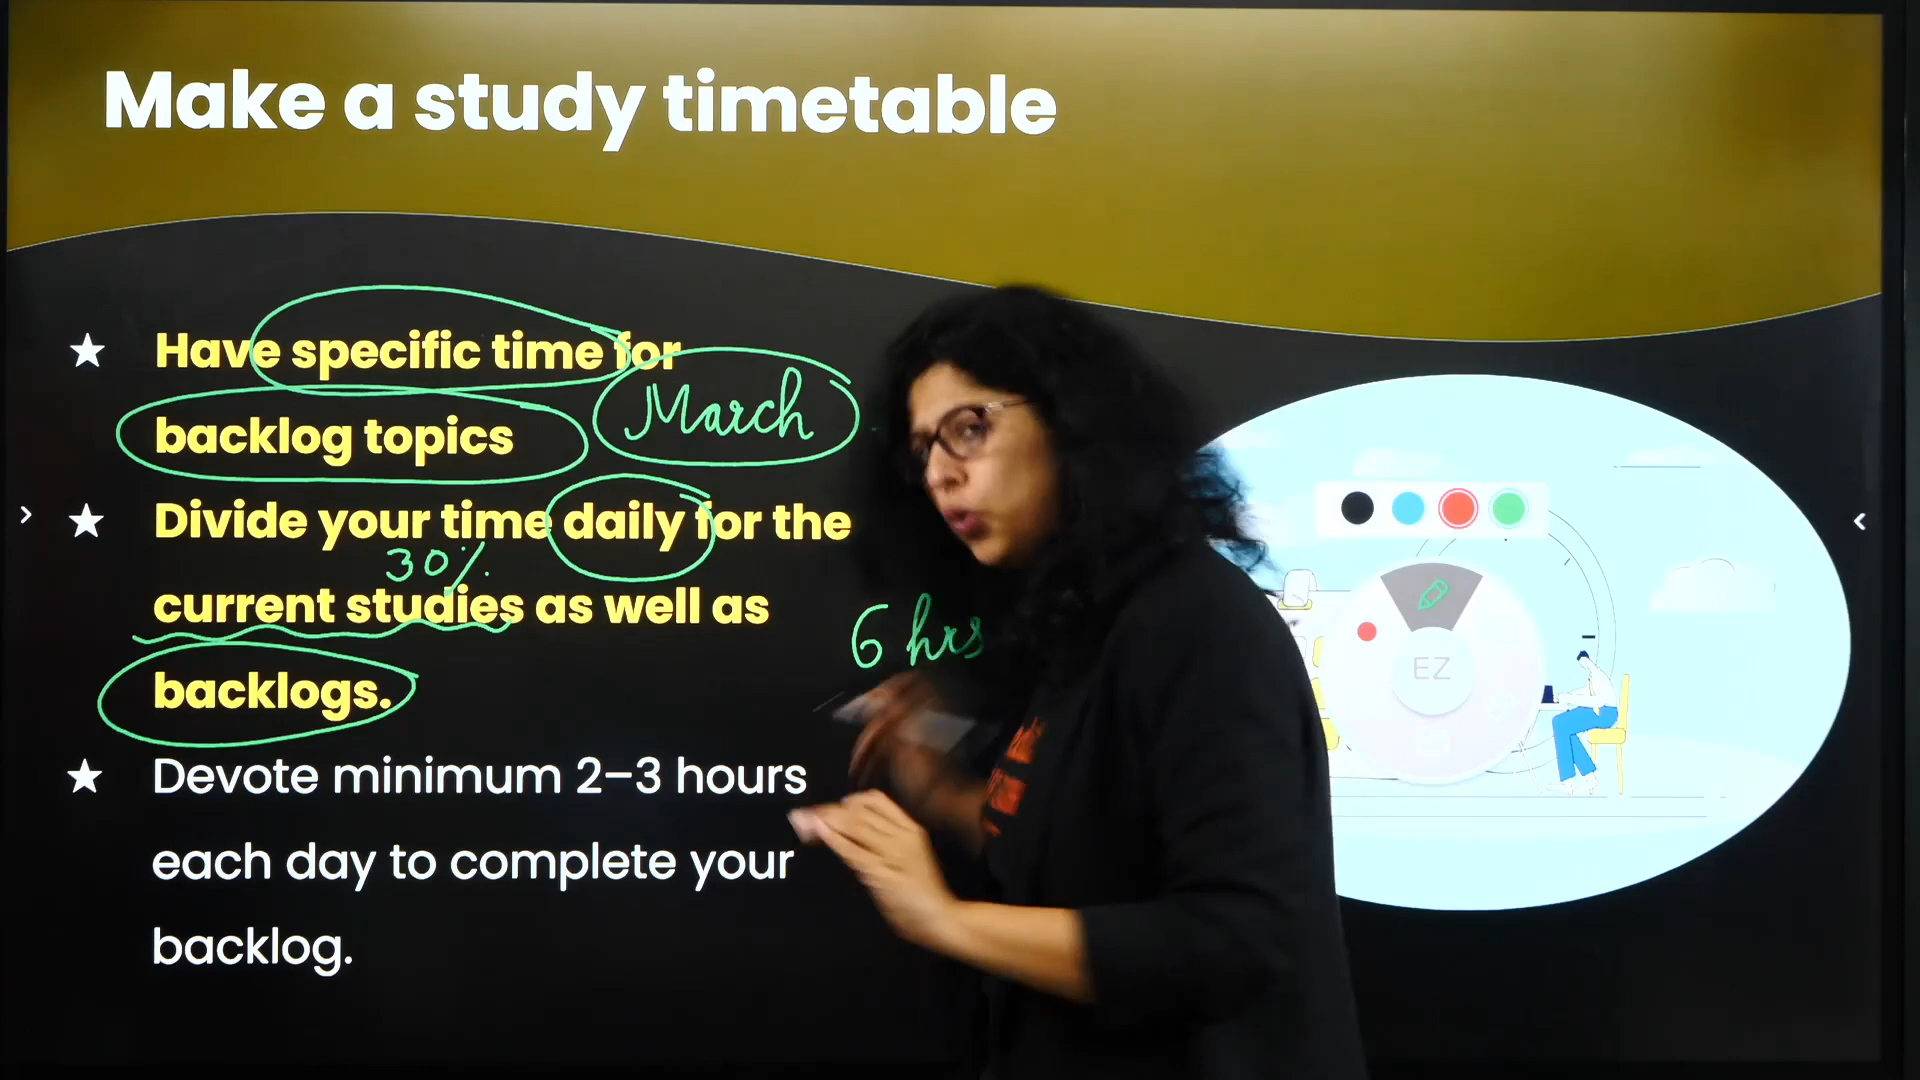 Make a study timetable
★ Have specific time for
backlog topics
March
★ Divide your time daily for the
30%.
current studies as well as
6 hrs
backlogs.
★ Devote minimum 2–3 hours
each day to complete your
backlog.
EZ